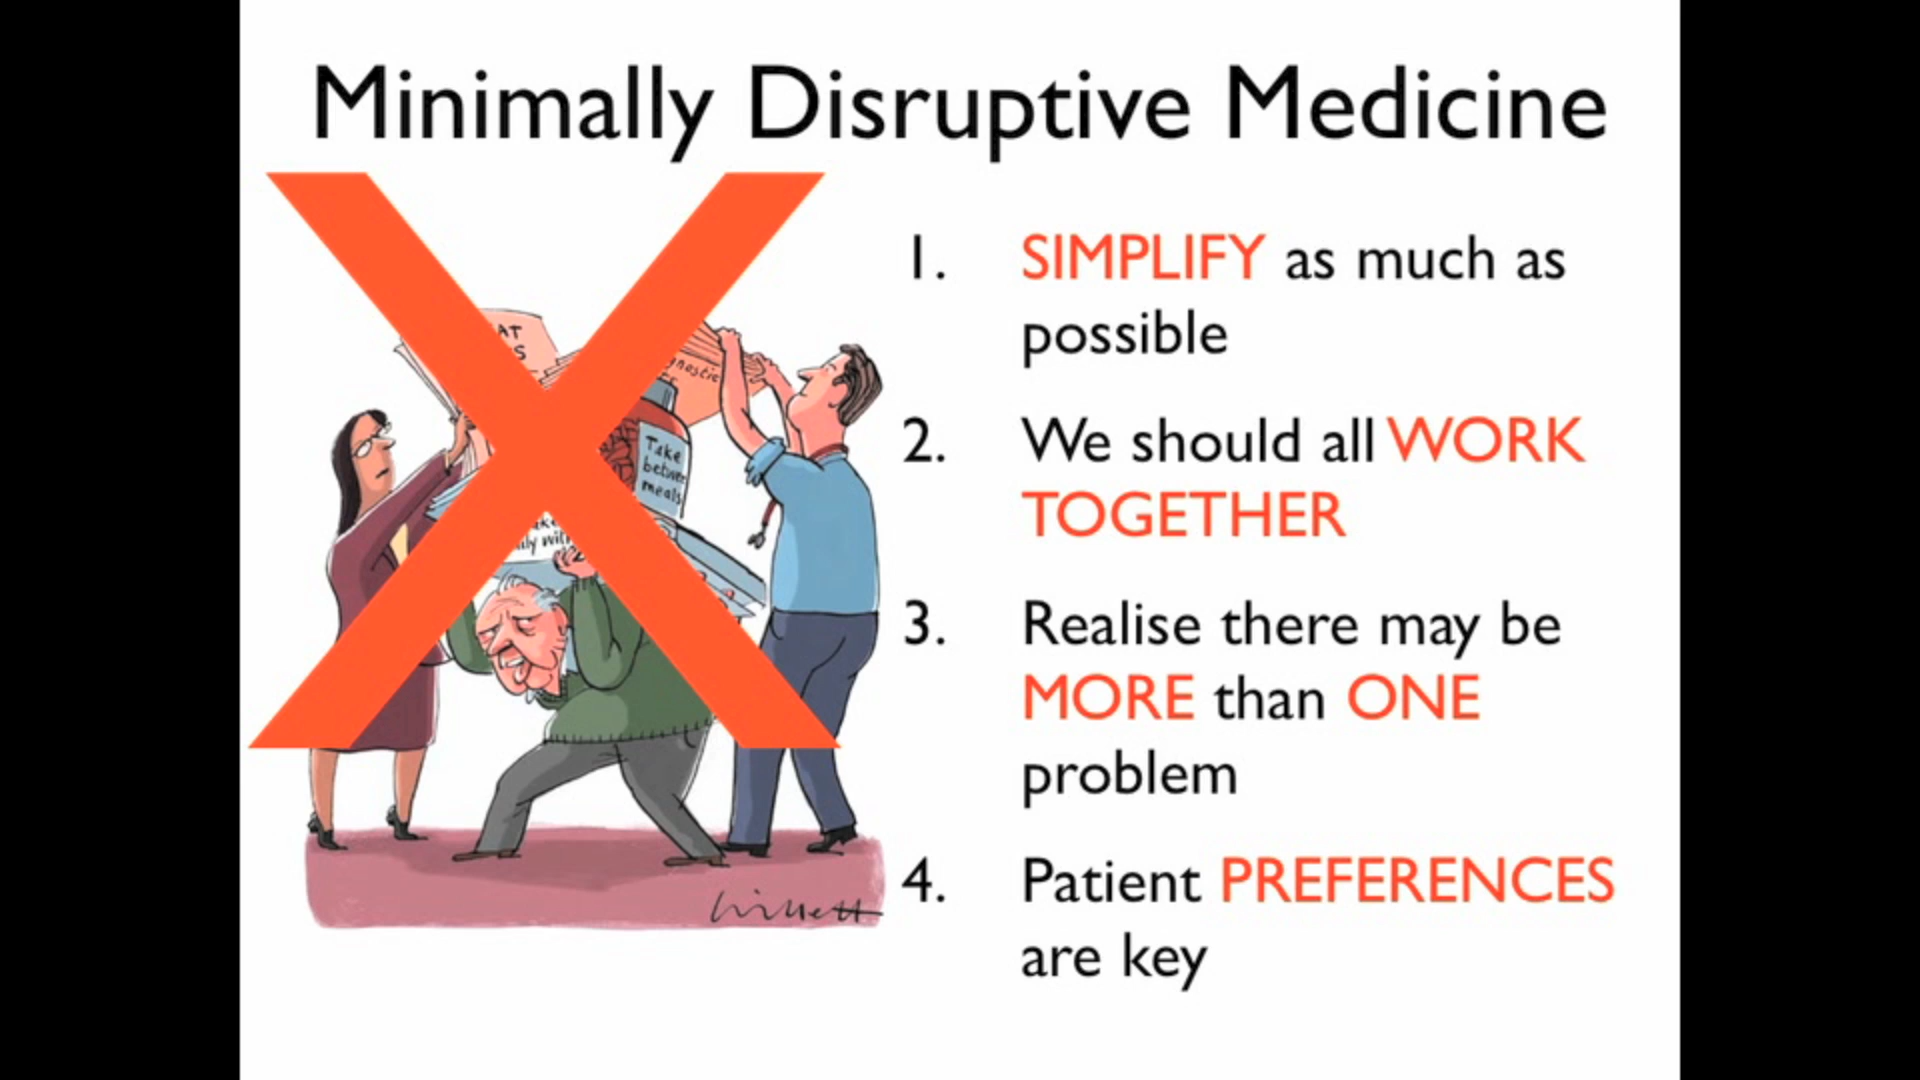 Minimally Disruptive Medicine
1. SIMPLIFY as much as
possible
2. We should all WORK
TOGETHER
3. Realise there may be
MORE than ONE
problem
4. Patient PREFERENCES
are key
Take
between
meals